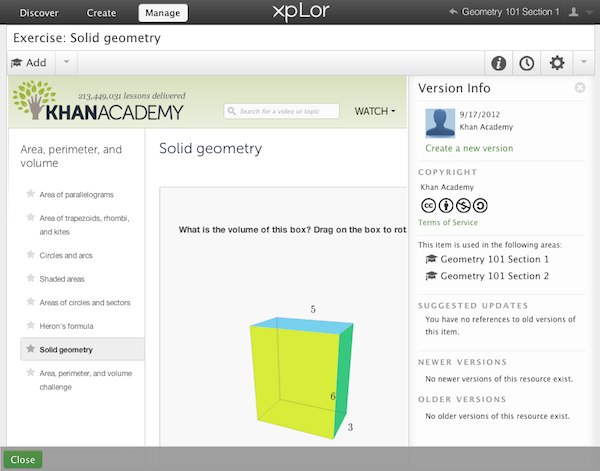 Discover Create Manage
xpLor
Geometry 101 Section 1
Exercise: Solid geometry
Add
213,449,031 lessons delivered
KHANACADEMY
Search for a video or topic
WATCH
Area, perimeter, and
volume
Area of parallelograms
Area of trapezoids, rhombi,
and kites
Circles and arcs
Shaded areas
Areas of circles and sectors
Heron's formula
Solid geometry
Area, perimeter, and volume
challenge
Solid geometry
What is the volume of this box? Drag on the box to rot
5
6
3
Version Info
9/17/2012
Khan Academy
Create a new version
COPYRIGHT
Khan Academy
cc
Terms of Service
This item is used in the following areas:
Geometry 101 Section 1
Geometry 101 Section 2
SUGGESTED UPDATES
You have no references to old versions of
this item.
NEWER VERSIONS
No newer versions of this resource exist.
OLDER VERSIONS
No older versions of this resource exist.
Close